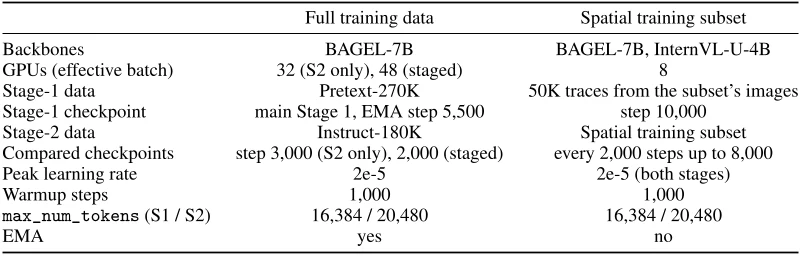 Full training data Spatial training subset
Backbones BAGEL-7B BAGEL-7B, InternVL-U-4B
GPUs (effective batch) 32 (S2 only), 48 (staged) 8
Stage-1 data Pretext-270K 50K traces from the subset's images
Stage-1 checkpoint main Stage 1, EMA step 5,500 step 10,000
Stage-2 data Instruct-180K Spatial training subset
Compared checkpoints step 3,000 (S2 only), 2,000 (staged) every 2,000 steps up to 8,000
Peak learning rate 2e-5 2e-5 (both stages)
Warmup steps 1,000 1,000
max_num_tokens (S1 / S2) 16,384 / 20,480 16,384 / 20,480
EMA yes no